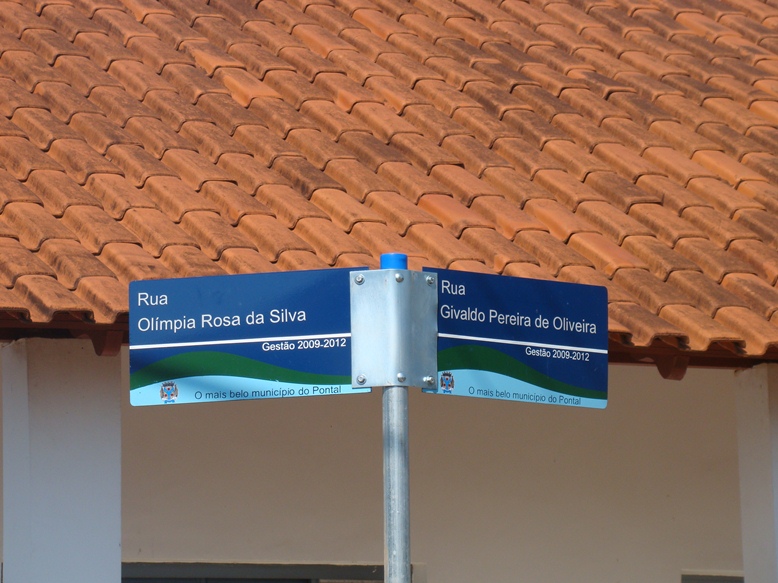 Rua
Olímpia Rosa da Silva
Gestão 2009-2012
O mais belo município do Pontal
Rua
Givaldo Pereira de Oliveira
Gestão 2009-2012
O mais belo município do Pontal